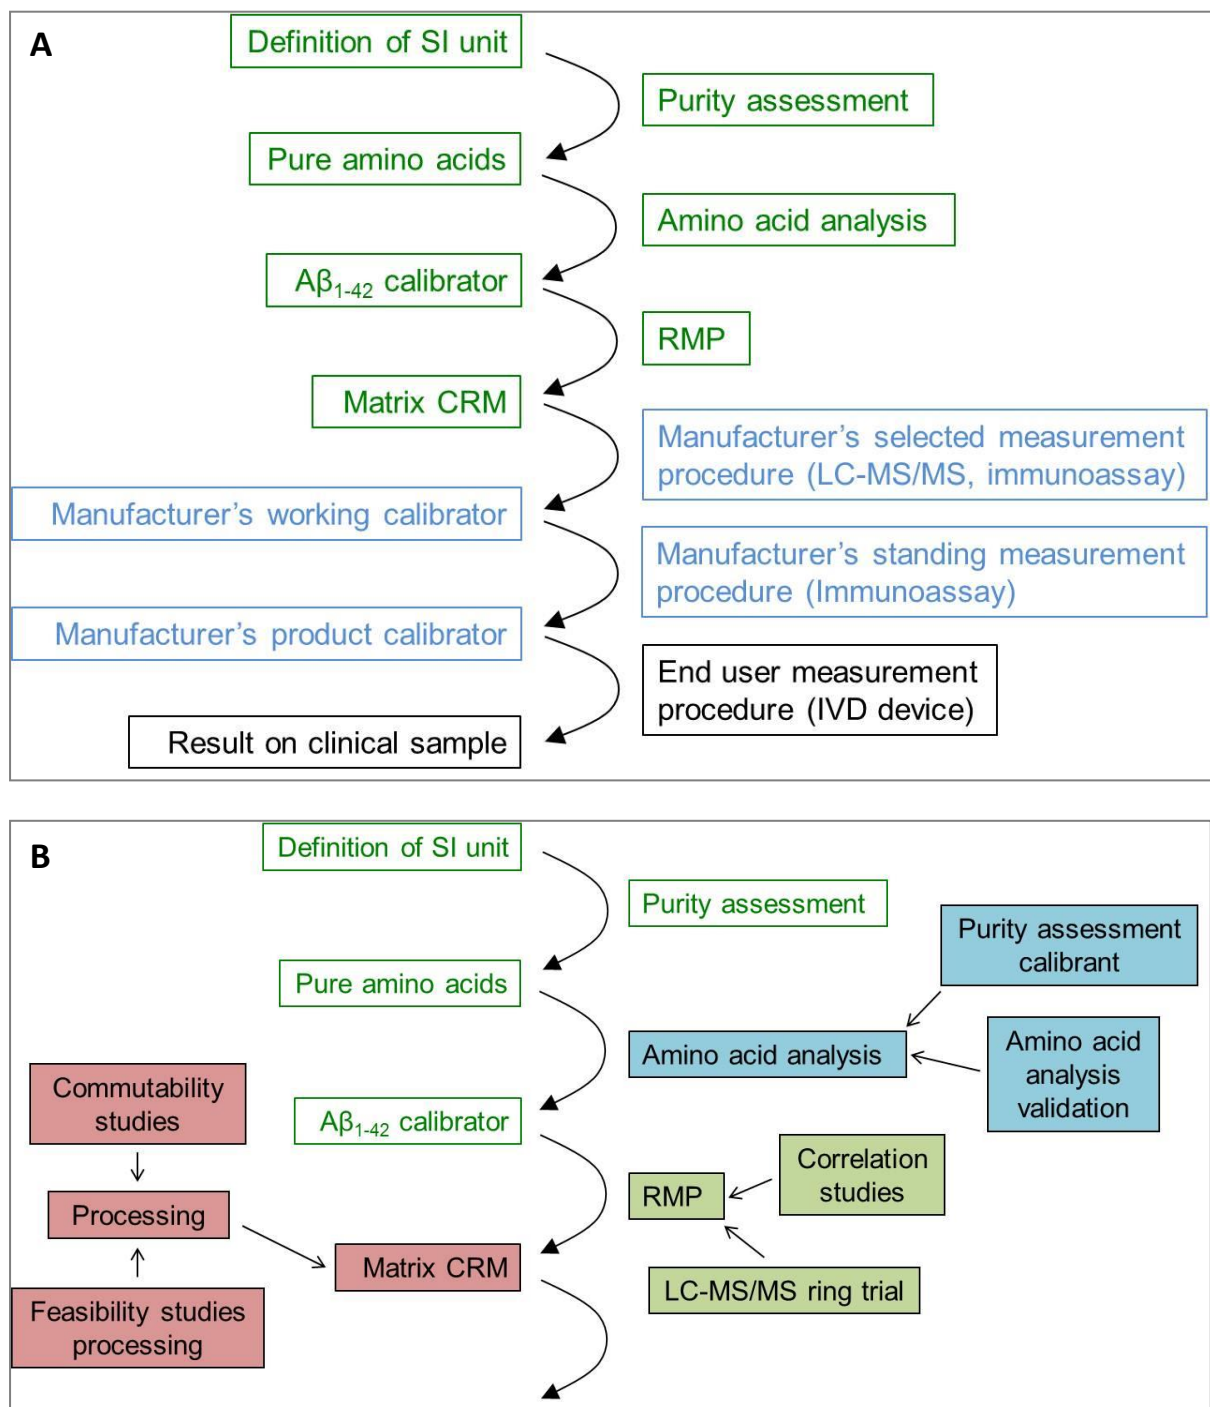 A
Definition of SI unit
Purity assessment
Pure amino acids
Amino acid analysis
Aβ₁₋₄₂ calibrator
RMP
Matrix CRM
Manufacturer’s selected measurement
procedure (LC-MS/MS, immunoassay)
Manufacturer’s working calibrator
Manufacturer’s standing measurement
procedure (Immunoassay)
Manufacturer’s product calibrator
End user measurement
procedure (IVD device)
Result on clinical sample
B
Definition of SI unit
Purity assessment
Purity assessment
calibrant
Pure amino acids
Amino acid analysis
Amino acid
analysis
validation
Commutability
studies
Aβ₁₋₄₂ calibrator
Correlation
studies
RMP
Processing
Matrix CRM
LC-MS/MS ring trial
Feasibility studies
processing